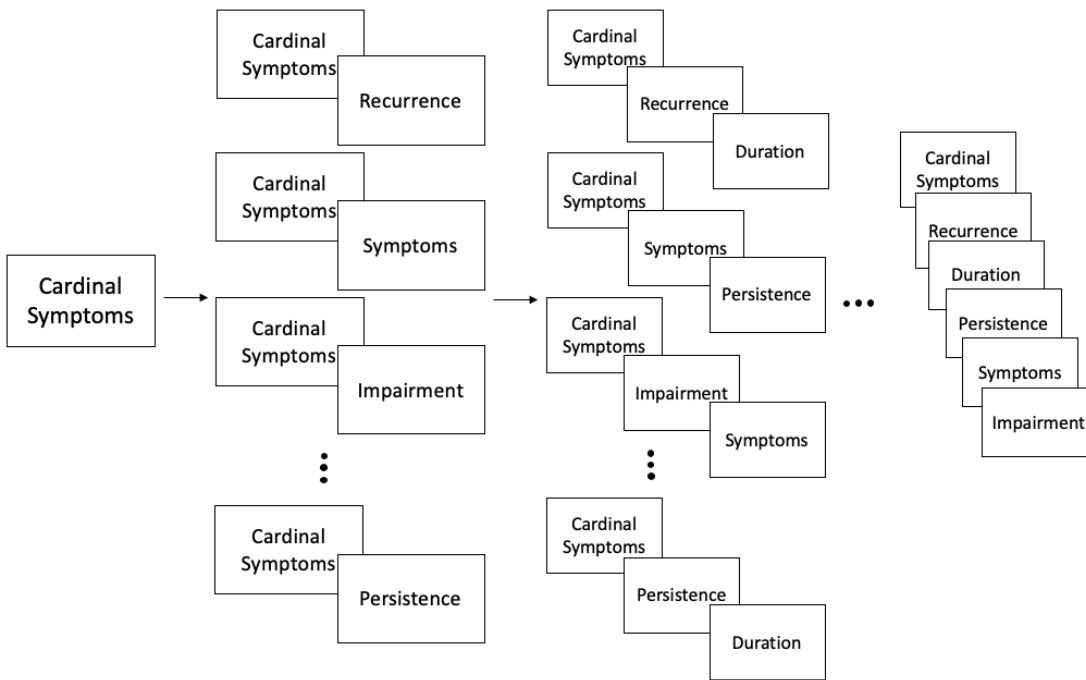 Cardinal
Symptoms
Cardinal
Symptoms
Recurrence
Cardinal
Symptoms
Symptoms
Cardinal
Symptoms
Impairment
Cardinal
Symptoms
Persistence
Cardinal
Symptoms
Recurrence
Duration
Cardinal
Symptoms
Symptoms
Persistence
Cardinal
Symptoms
Impairment
Symptoms
Cardinal
Symptoms
Persistence
Duration
Cardinal
Symptoms
Recurrence
Duration
Persistence
Symptoms
Impairment